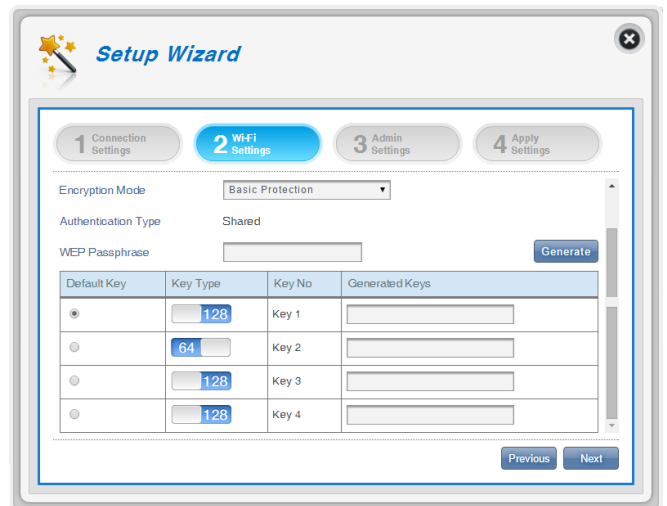 Setup Wizard
1 Connection Settings
2 Wi-Fi Settings
3 Admin Settings
4 Apply Settings
Encryption Mode Basic Protection
Authentication Type Shared
WEP Passphrase Generate
Default Key Key Type Key No Generated Keys
128 Key 1
64 Key 2
128 Key 3
128 Key 4
Previous Next